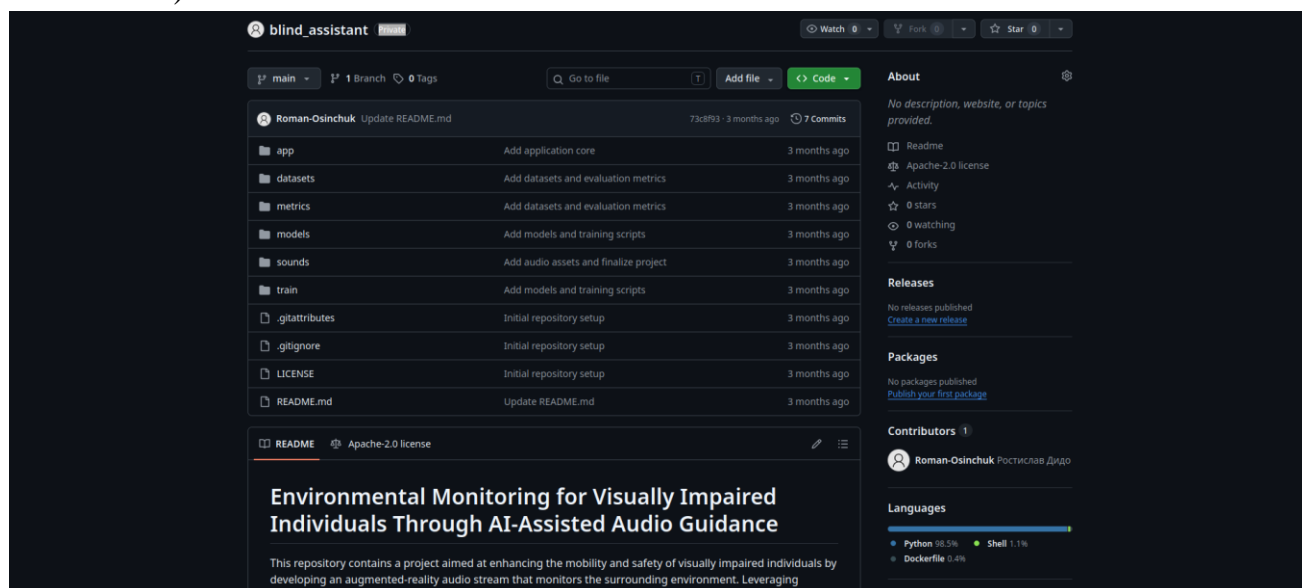 blind_assistant Private
Watch 0
Fork 0
Star 0
main
1 Branch
0 Tags
Go to file
T
Add file
Code
Roman-Osinchuk Update README.md
73c8f93 · 3 months ago
7 Commits
app Add application core 3 months ago
datasets Add datasets and evaluation metrics 3 months ago
metrics Add datasets and evaluation metrics 3 months ago
models Add models and training scripts 3 months ago
sounds Add audio assets and finalize project 3 months ago
train Add models and training scripts 3 months ago
.gitattributes Initial repository setup 3 months ago
.gitignore Initial repository setup 3 months ago
LICENSE Initial repository setup 3 months ago
README.md Update README.md 3 months ago
README
Apache-2.0 license
Environmental Monitoring for Visually Impaired
Individuals Through AI-Assisted Audio Guidance
This repository contains a project aimed at enhancing the mobility and safety of visually impaired individuals by
developing an augmented-reality audio stream that monitors the surrounding environment. Leveraging
About
No description, website, or topics
provided.
Readme
Apache-2.0 license
Activity
0 stars
0 watching
0 forks
Releases
No releases published
Create a new release
Packages
No packages published
Publish your first package
Contributors 1
Roman-Osinchuk Ростислав Дидо
Languages
Python 98.5%
Shell 1.1%
Dockerfile 0.4%